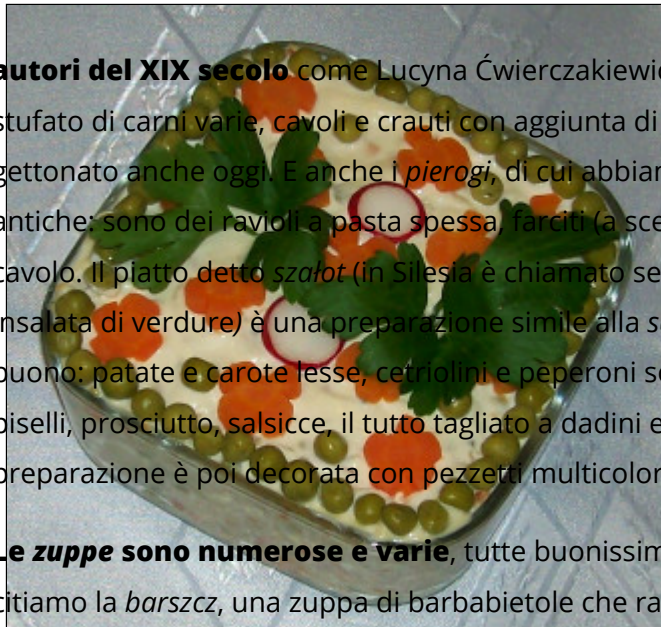 autori del XIX secolo come Lucyna Ćwierczakiewic
stufato di carni varie, cavoli e crauti con aggiunta di
gettonato anche oggi. E anche i pierogi, di cui abbian
antiche: sono dei ravioli a pasta spessa, farciti (a sce
cavolo. Il piatto detto szałot (in Silesia è chiamato se
insalata di verdure) è una preparazione simile alla s
buono: patate e carote lesse, cetriolini e peperoni so
piselli, prosciutto, salsicce, il tutto tagliato a dadini e
preparazione è poi decorata con pezzetti multicolor
Le zuppe sono numerose e varie, tutte buonissim
citiamo la barszcz, una zuppa di barbabietole che ra